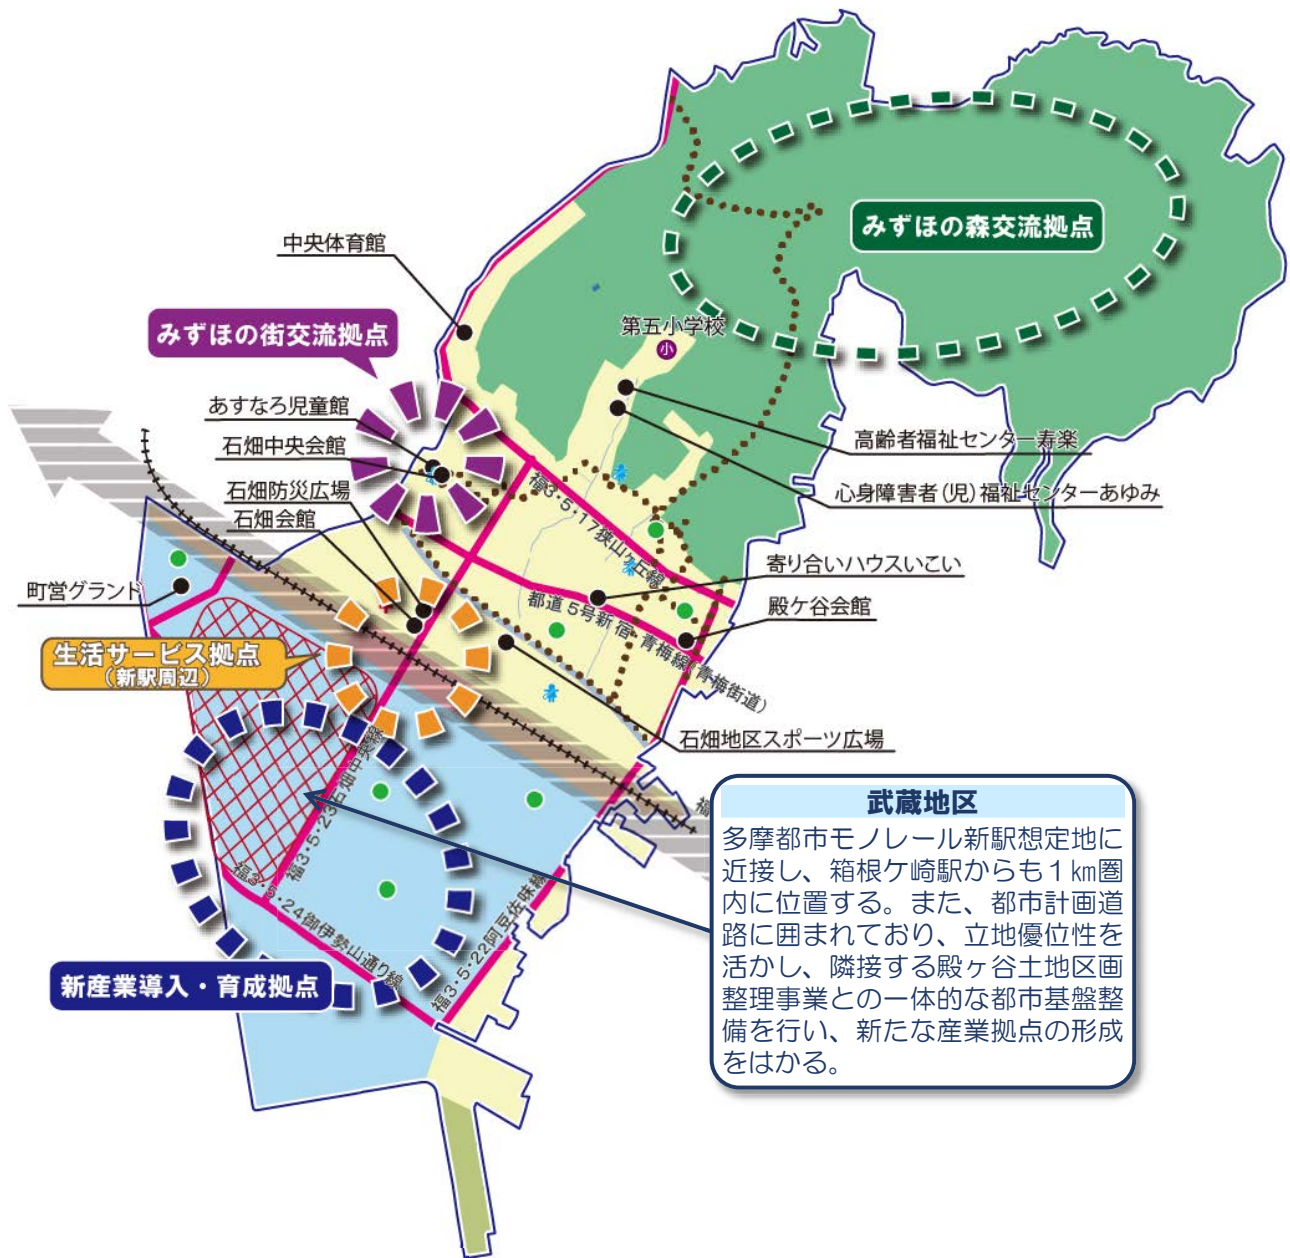 みずほの森交流拠点
中央体育館
第五小学校
小
みずほの街交流拠点
あすなろ児童館
石畑中央会館
高齢者福祉センター寿楽
石畑防災広場
心身障害者(児)福祉センターあゆみ
石畑会館
福3・5・17狭山ケ丘線
寄り合いハウスいこい
町営グランド
都道5号新宿・青梅線(青梅街道)
殿ケ谷会館
生活サービス拠点
(新駅周辺)
石畑地区スポーツ広場
福3・5・23石畑中央線
福
武蔵地区
多摩都市モノレール新駅想定地に
近接し、箱根ケ崎駅からも1km圏
内に位置する。また、都市計画道
路に囲まれており、立地優位性を
活かし、隣接する殿ヶ谷土地区画
整理事業との一体的な都市基盤整
備を行い、新たな産業拠点の形成
をはかる。
・24御伊勢山通り線
福3・5・22阿豆佐味線
新産業導入・育成拠点